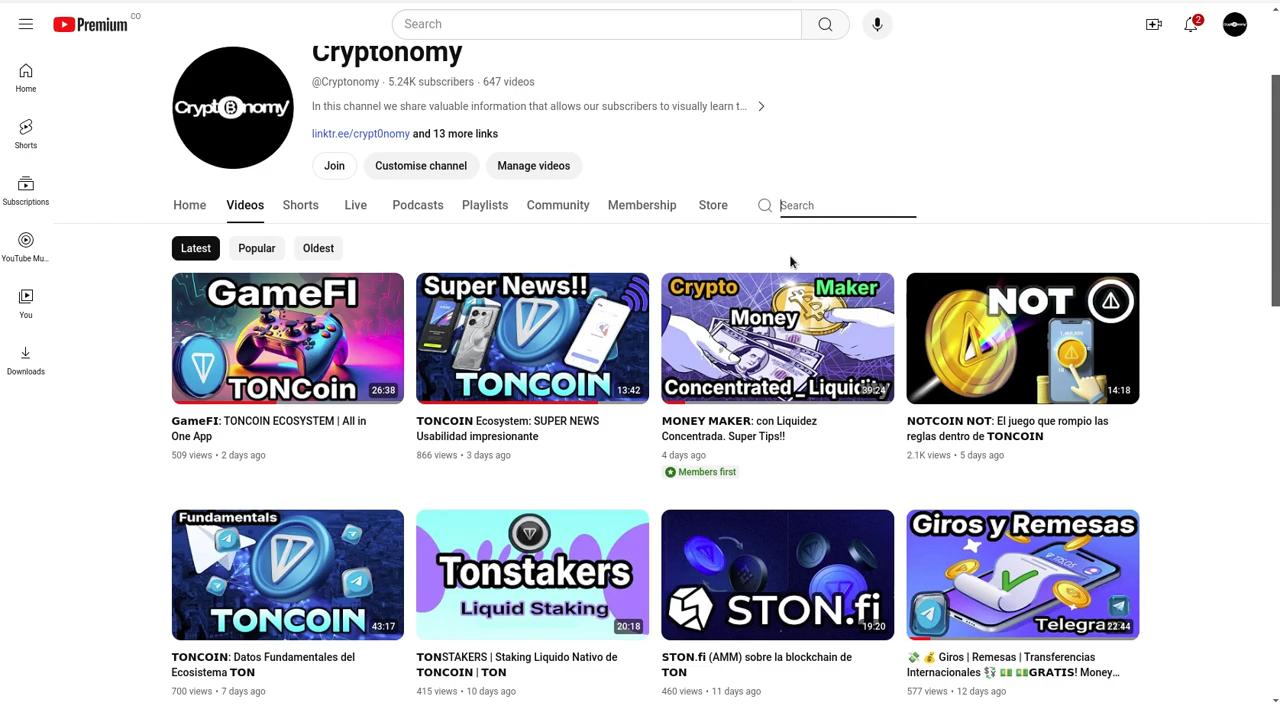 Premium CO
Search
2
Crypt₿nomy
Home
Shorts
Subscriptions
YouTube Mu...
You
Downloads
Crypt₿nomy
Cryptonomy
@Cryptonomy · 5.24K subscribers · 647 videos
In this channel we share valuable information that allows our subscribers to visually learn t...
linktr.ee/crypt0nomy and 13 more links
Join Customise channel Manage videos
Home Videos Shorts Live Podcasts Playlists Community Membership Store Search
Latest Popular Oldest
GameFI
TONCoin
26:38
GameFI: TONCOIN ECOSYSTEM | All in
One App
509 views • 2 days ago
Super News!!
TONCOIN
13:42
TONCOIN Ecosystem: SUPER NEWS
Usabilidad impresionante
866 views • 3 days ago
Crypto Maker
Money
Concentrated_Liquidity
39:24
MONEY MAKER: con Liquidez
Concentrada. Super Tips!!
4 days ago
Members first
NOT
14:18
NOTCOIN NOT: El juego que rompio las
reglas dentro de TONCOIN
2.1K views • 5 days ago
Fundamentals
TONCOIN
43:17
TONCOIN: Datos Fundamentales del
Ecosistema TON
700 views • 7 days ago
Tonstakers
Liquid Staking
20:18
TONSTAKERS | Staking Liquido Nativo de
TONCOIN | TON
415 views • 10 days ago
STON.fi
19:20
STON.fi (AMM) sobre la blockchain de
TON
460 views • 11 days ago
Giros y Remesas
Telegra
22:44
💸 💰 Giros | Remesas | Transferencias
Internacionales 💱 💵 💵GRATIS! Money...
577 views • 12 days ago